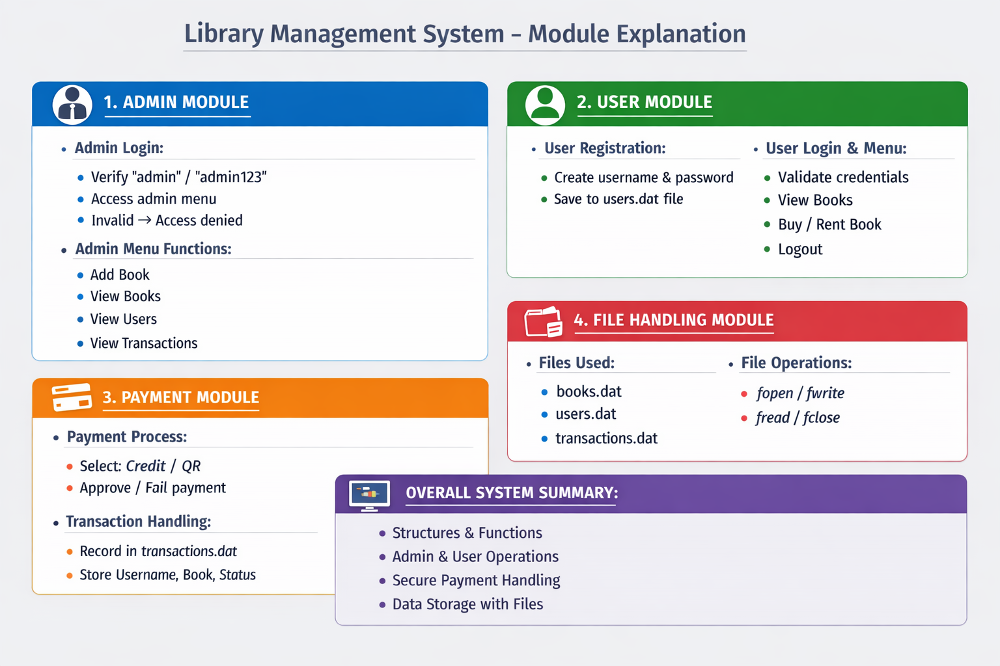 Library Management System – Module Explanation
1. ADMIN MODULE
• Admin Login:
• Verify "admin" / "admin123"
• Access admin menu
• Invalid → Access denied
• Admin Menu Functions:
• Add Book
• View Books
• View Users
• View Transactions
2. USER MODULE
• User Registration:
• Create username & password
• Save to users.dat file
• User Login & Menu:
• Validate credentials
• View Books
• Buy / Rent Book
• Logout
3. PAYMENT MODULE
• Payment Process:
• Select: Credit / QR
• Approve / Fail payment
• Transaction Handling:
• Record in transactions.dat
• Store Username, Book, Status
4. FILE HANDLING MODULE
• Files Used:
• books.dat
• users.dat
• transactions.dat
• File Operations:
• fopen / fwrite
• fread / fclose
OVERALL SYSTEM SUMMARY:
• Structures & Functions
• Admin & User Operations
• Secure Payment Handling
• Data Storage with Files